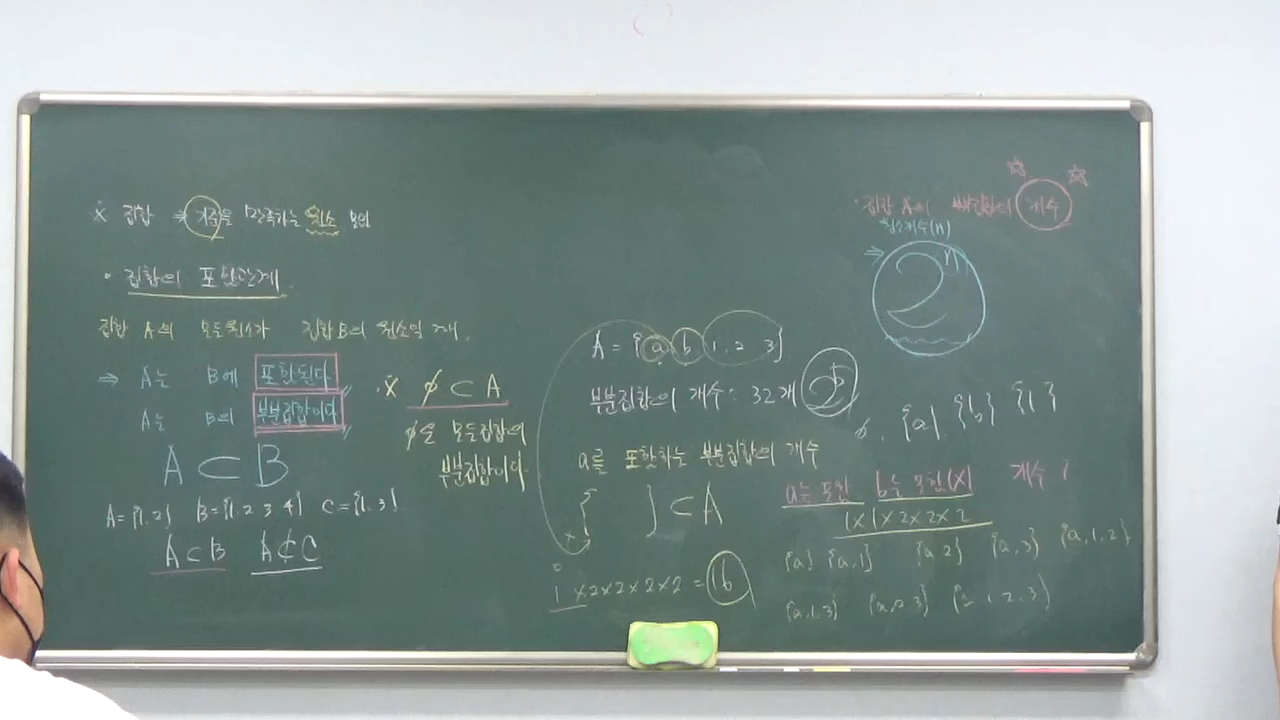 ※ 집합 ⇒ 기준을 만족하는 원소 모임
· 집합의 포함관계
집합 A의 모든원소가 집합B의 원소일 때,
⇒ A는 B에 포함된다
A는 B의 부분집합이다
A ⊂ B
A={1,2} B={1 2 3 4} C={1, 3}
A ⊂ B A ⊄ C
※ ∅ ⊂ A
∅은 모든집합의
부분집합이다.
A = {a, b, 1, 2 3}
부분집합의 개수: 32개 2⁵
a를 포함하는 부분집합의 개수
{ } ⊂ A
1 × 2 × 2 × 2 × 2 = 16
· 집합 A의 부분집합의 개수
원소개수(n)
⇒ 2ⁿ
∅, {a}, {b} {1}
a는 포함 b는 포함(X) 개수
1×1×2×2×2
{a} {a,1} {a,2} {a,3} {a,1,2}
{a,1,3} {a,2 3} {a 1 2 3}